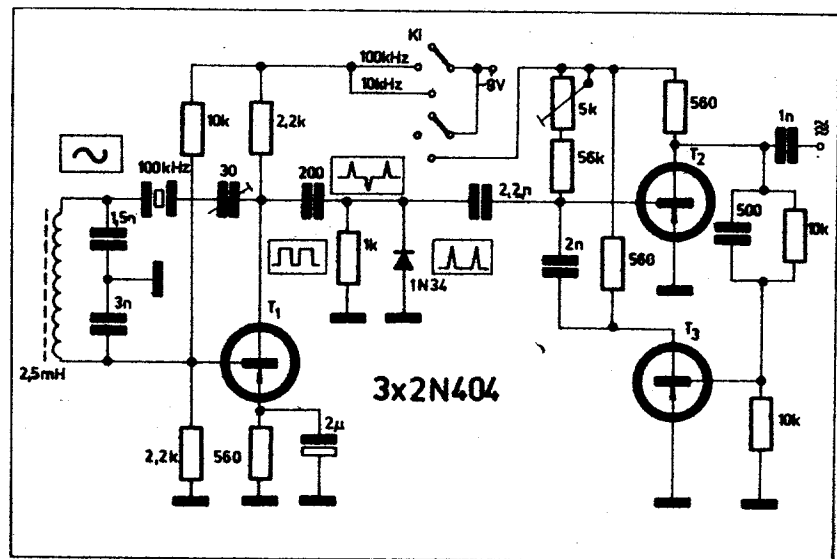 Ki
100kHz
10kHz
-9V
10k
2,2k
5k
560
1n
56k
T₂
100kHz
30
200
2,2n
1,5n
500
10k
1k
1N34
2n
560
3n
T₁
T₃
2,5mH
3x2N404
2,2k
560
2μ
10k